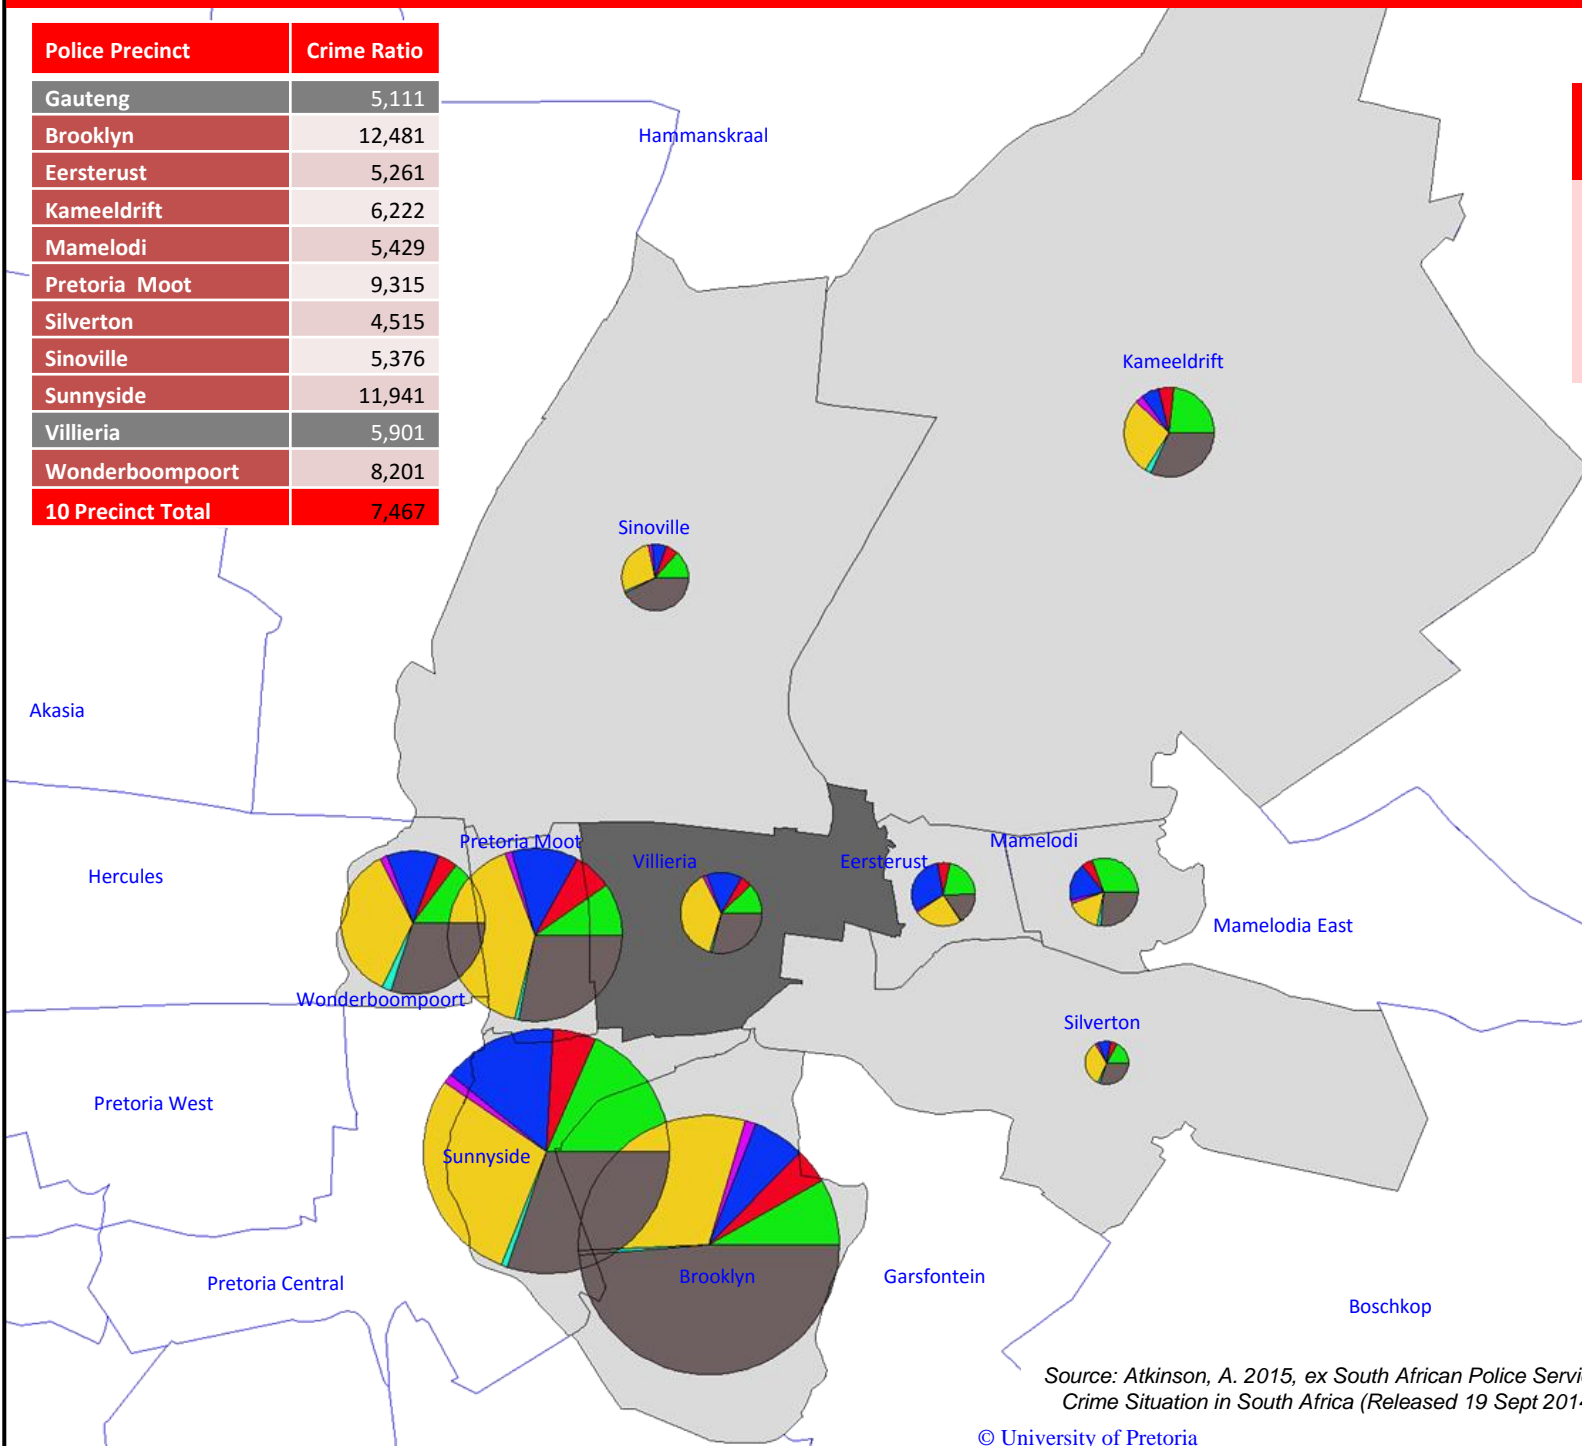 Police Precinct Crime Ratio
Gauteng 5,111
Brooklyn 12,481
Eersterust 5,261
Kameeldrift 6,222
Mamelodi 5,429
Pretoria Moot 9,315
Silverton 4,515
Sinoville 5,376
Sunnyside 11,941
Villieria 5,901
Wonderboompoort 8,201
10 Precinct Total 7,467
Hammanskraal
Kameeldrift
Sinoville
Akasia
Pretoria Moot
Mamelodi
Villieria
Eersterust
Hercules
Mamelodia East
Wonderboompoort
Silverton
Pretoria West
Sunnyside
Pretoria Central
Brooklyn
Garsfontein
Boschkop
Source: Atkinson, A. 2015, ex South African Police Servi
Crime Situation in South Africa (Released 19 Sept 2014
© University of Pretoria